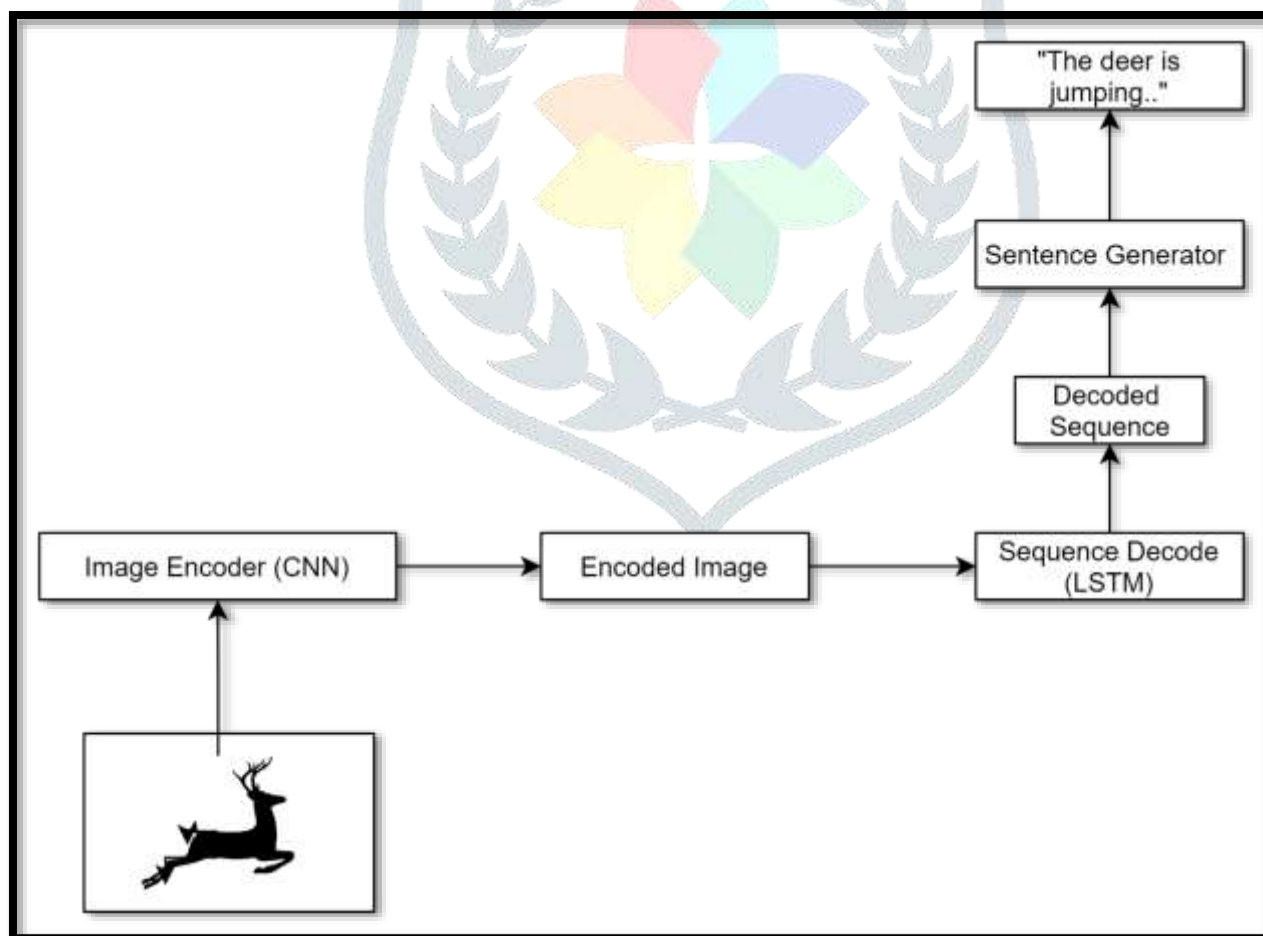 "The deer is
jumping.."
Sentence Generator
Decoded
Sequence
Image Encoder (CNN)
Encoded Image
Sequence Decode
(LSTM)